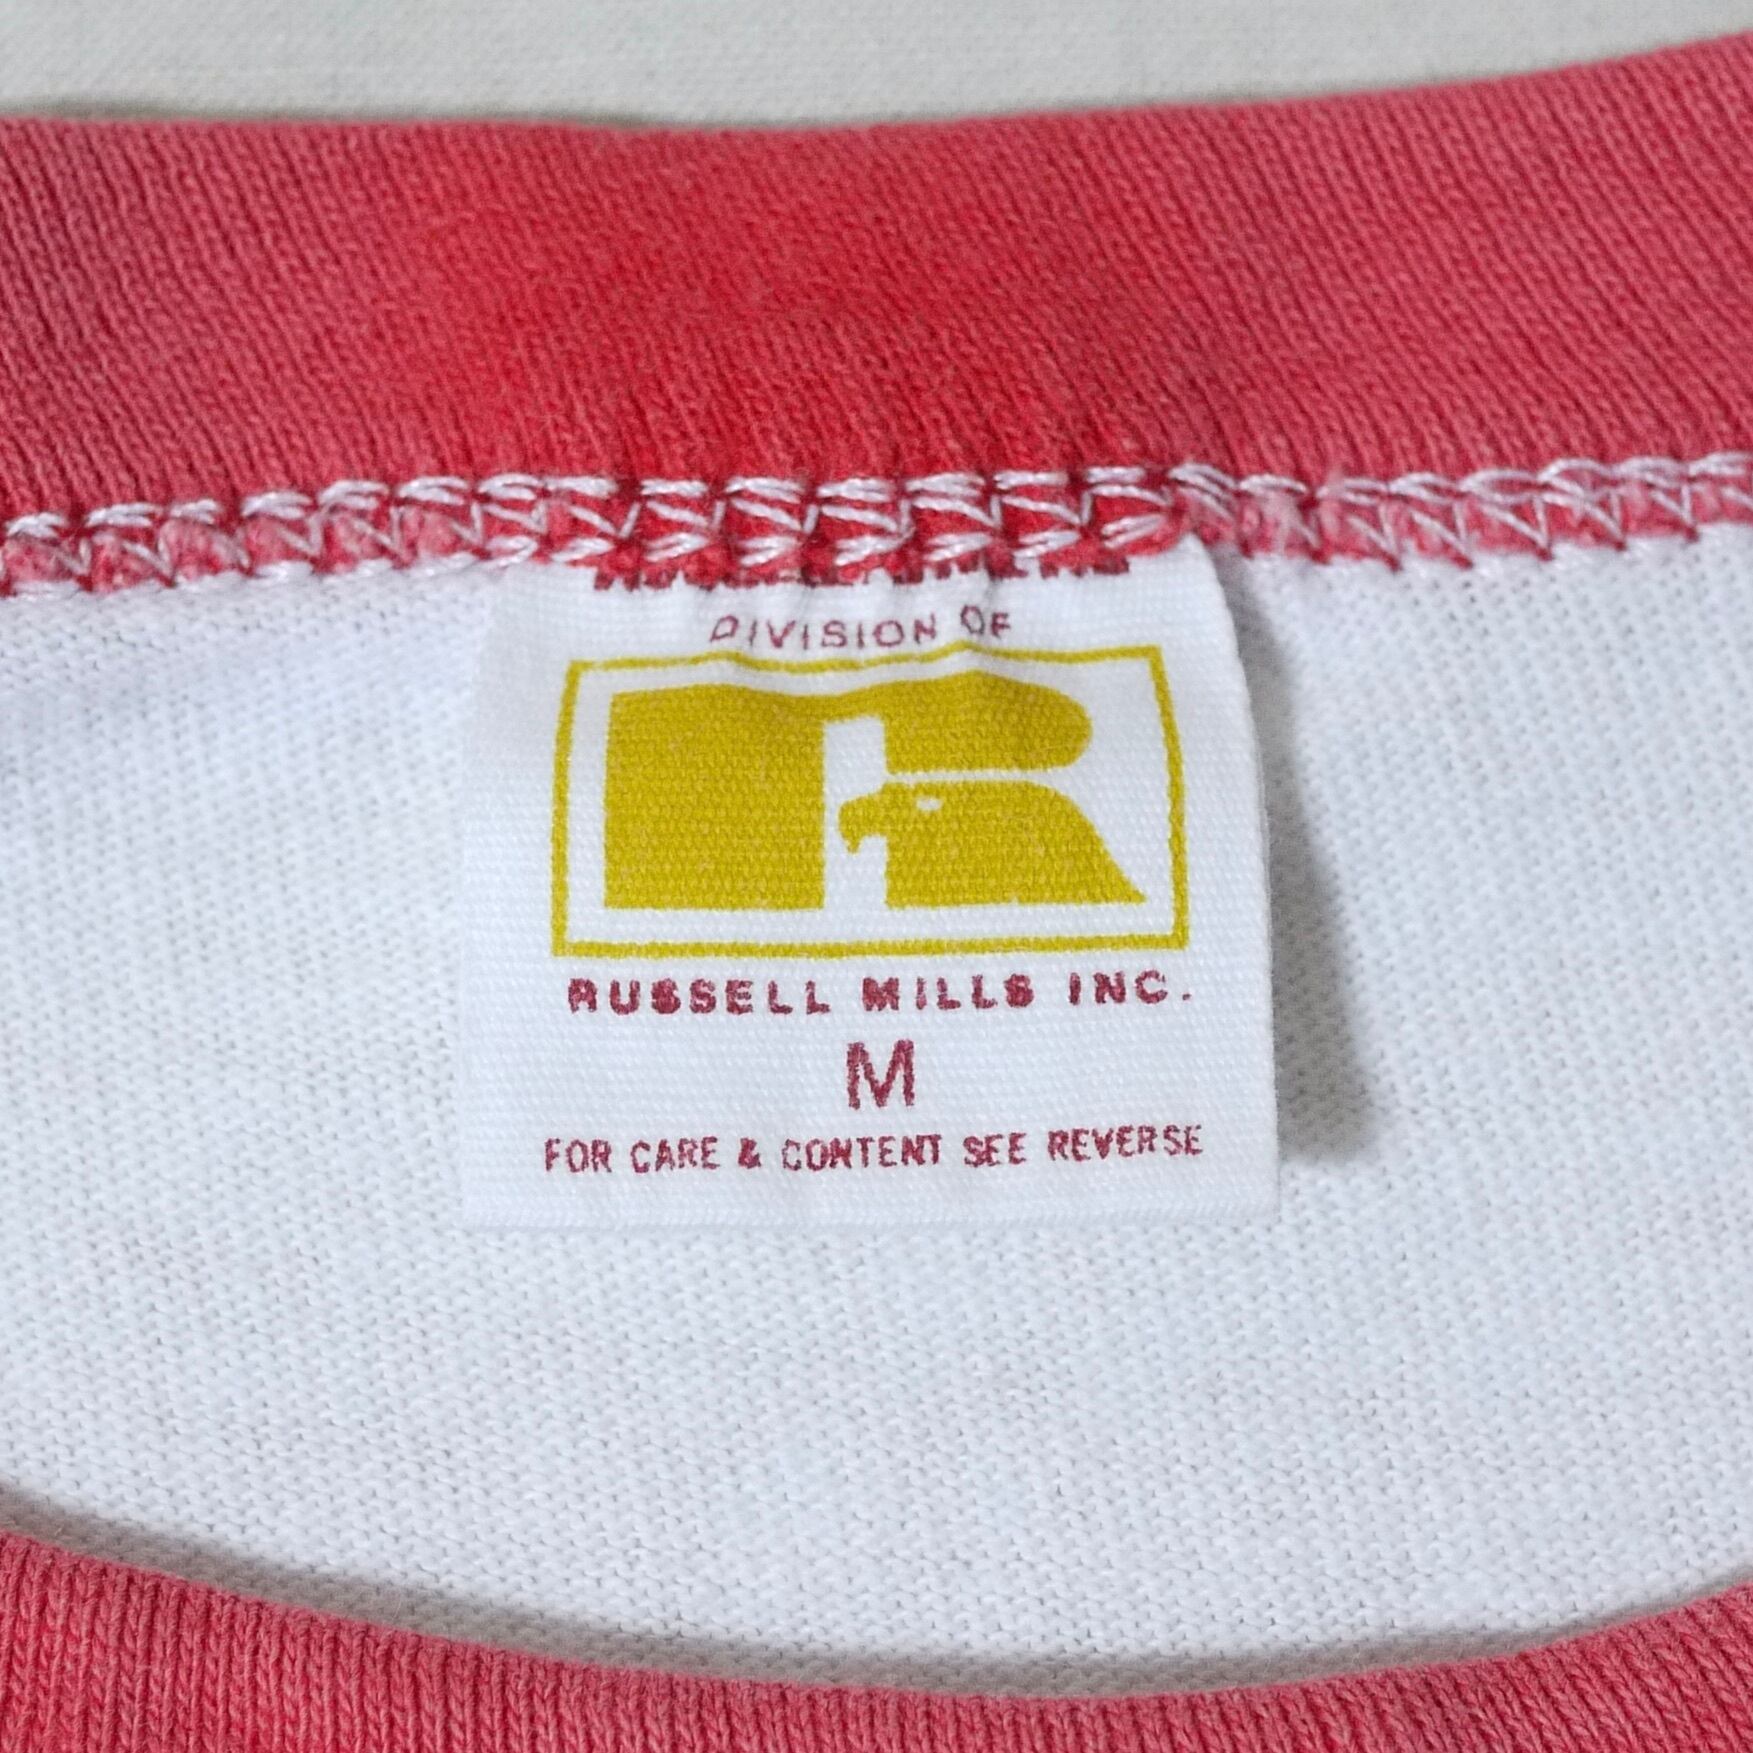 DIVISION OF
R
RUSSELL MILLS INC.
M
FOR CARE & CONTENT SEE REVERSE